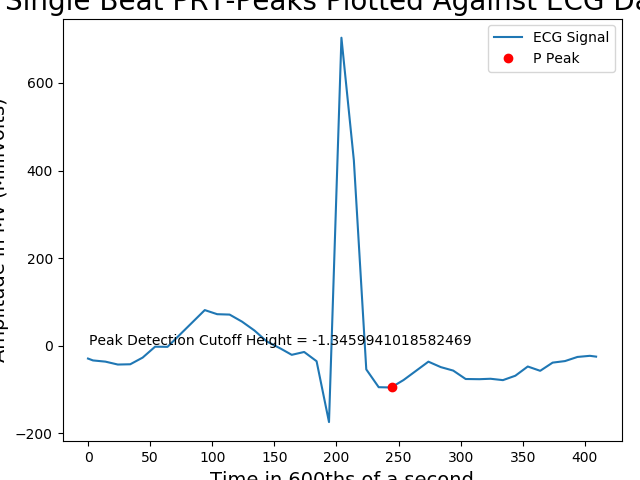 Single Beat PRT-Peaks Plotted Against ECG Da
ECG Signal
P Peak
600
400
200
0
−200
Amplitude in MV (Millivolts)
Peak Detection Cutoff Height = -1.3459941018582469
0 50 100 150 200 250 300 350 400
Time in 600ths of a second